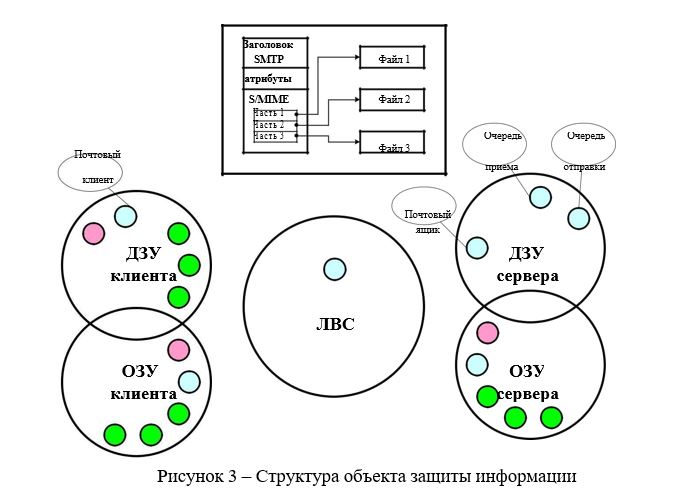 Заголовок
SMTP
атрибуты
S/MIME
Часть 1
Часть 2
Часть 3
Файл 1
Файл 2
Файл 3
Почтовый
клиент
Очередь
приёма
Очередь
отправки
Почтовый
ящик
ДЗУ
клиента
ДЗУ
сервера
ЛВС
ОЗУ
клиента
ОЗУ
сервера
Рисунок 3 – Структура объекта защиты информации